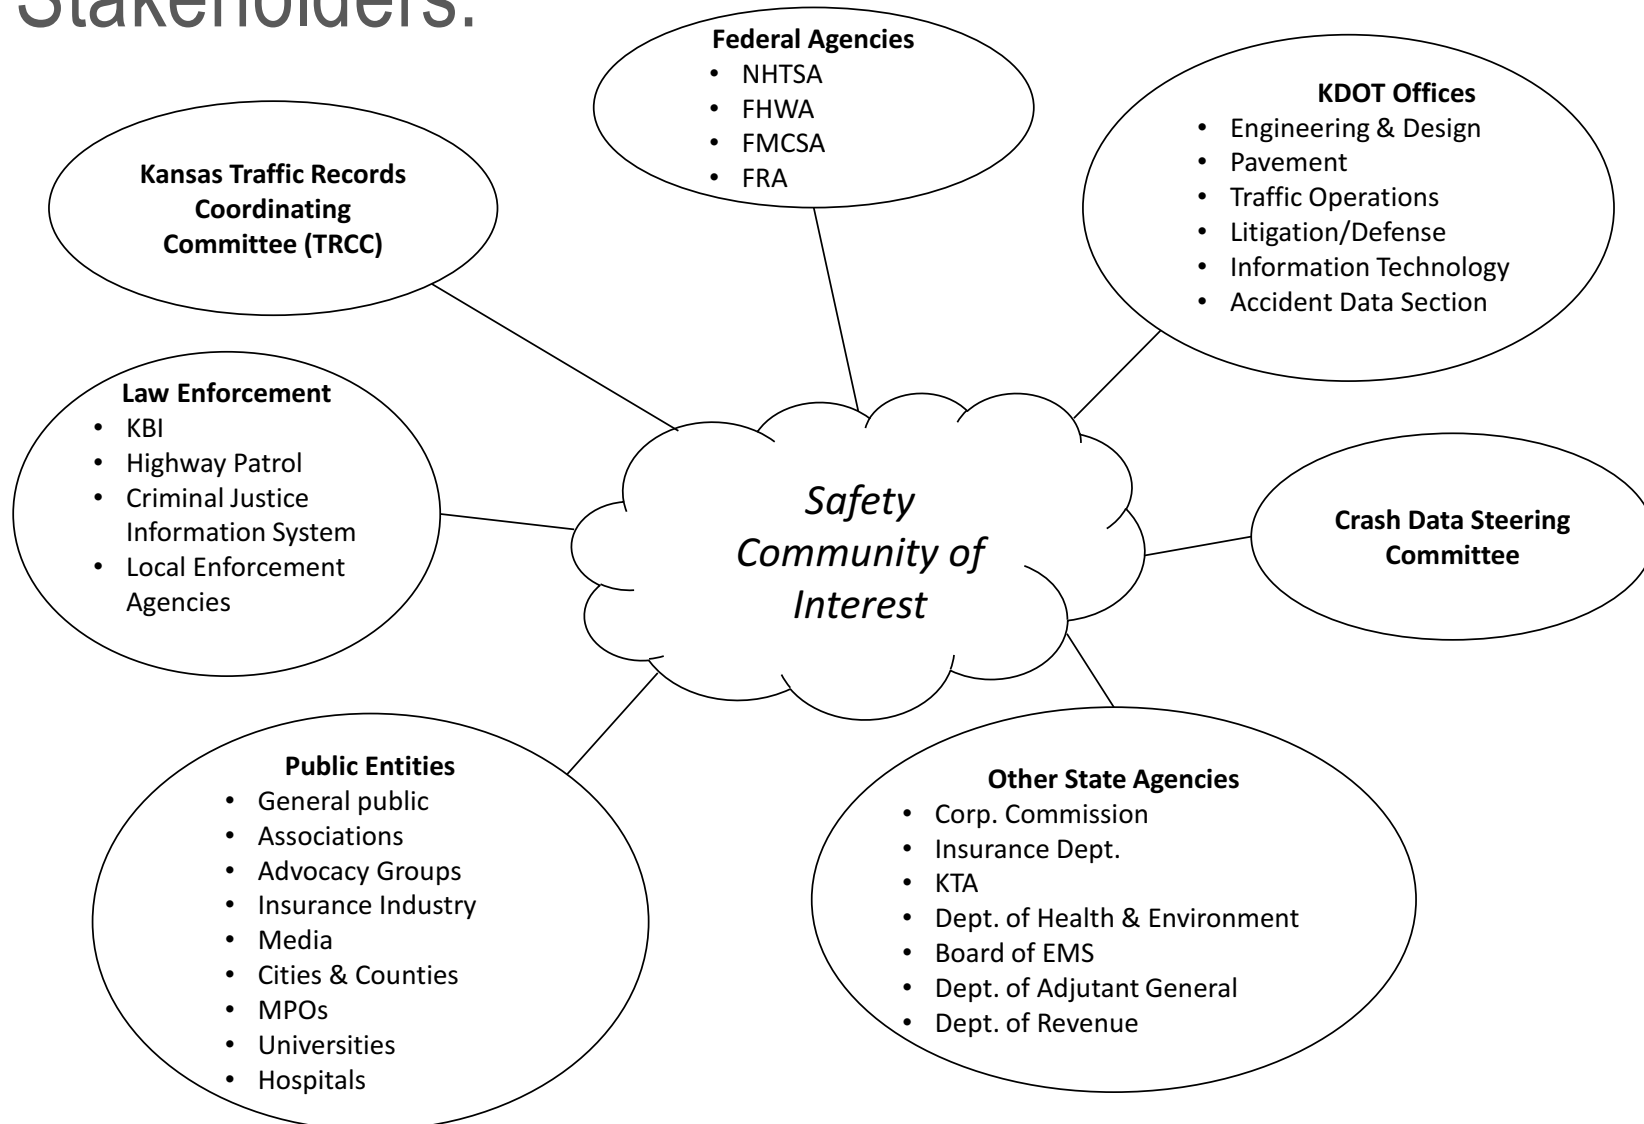 Stakeholders:
Federal Agencies
• NHTSA
• FHWA
• FMCSA
• FRA
KDOT Offices
• Engineering & Design
• Pavement
• Traffic Operations
• Litigation/Defense
• Information Technology
• Accident Data Section
Kansas Traffic Records
Coordinating
Committee (TRCC)
Law Enforcement
• KBI
• Highway Patrol
• Criminal Justice
Information System
• Local Enforcement
Agencies
Safety
Community of
Interest
Crash Data Steering
Committee
Public Entities
• General public
• Associations
• Advocacy Groups
• Insurance Industry
• Media
• Cities & Counties
• MPOs
• Universities
• Hospitals
Other State Agencies
• Corp. Commission
• Insurance Dept.
• KTA
• Dept. of Health & Environment
• Board of EMS
• Dept. of Adjutant General
• Dept. of Revenue